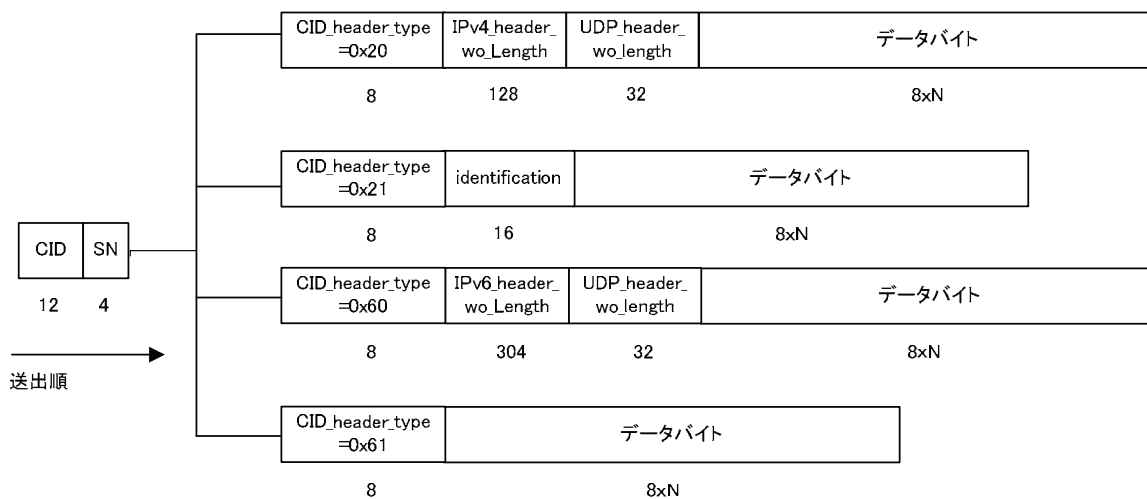 CID_header_type
=0x20
IPv4_header_
wo_Length
UDP_header_
wo_length
データバイト
8
128
32
8xN
CID_header_type
=0x21
identification
データバイト
8
16
8xN
CID
SN
12
4
送出順
CID_header_type
=0x60
IPv6_header_
wo_Length
UDP_header_
wo_length
データバイト
8
304
32
8xN
CID_header_type
=0x61
データバイト
8
8xN